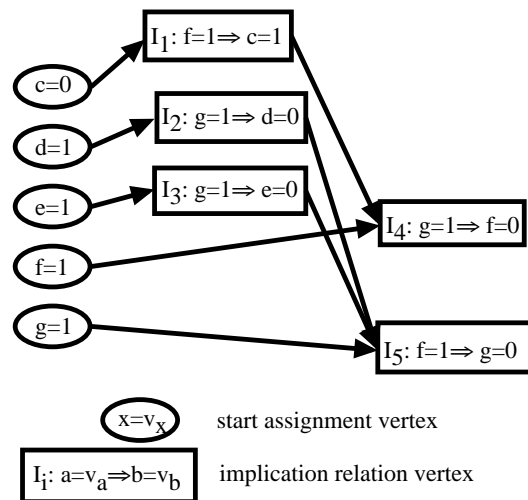 I1: f=1⇒ c=1
c=0
I2: g=1⇒ d=0
d=1
I3: g=1⇒ e=0
e=1
I4: g=1⇒ f=0
f=1
g=1
I5: f=1⇒ g=0
x=vx start assignment vertex
Ii: a=va⇒b=vb implication relation vertex